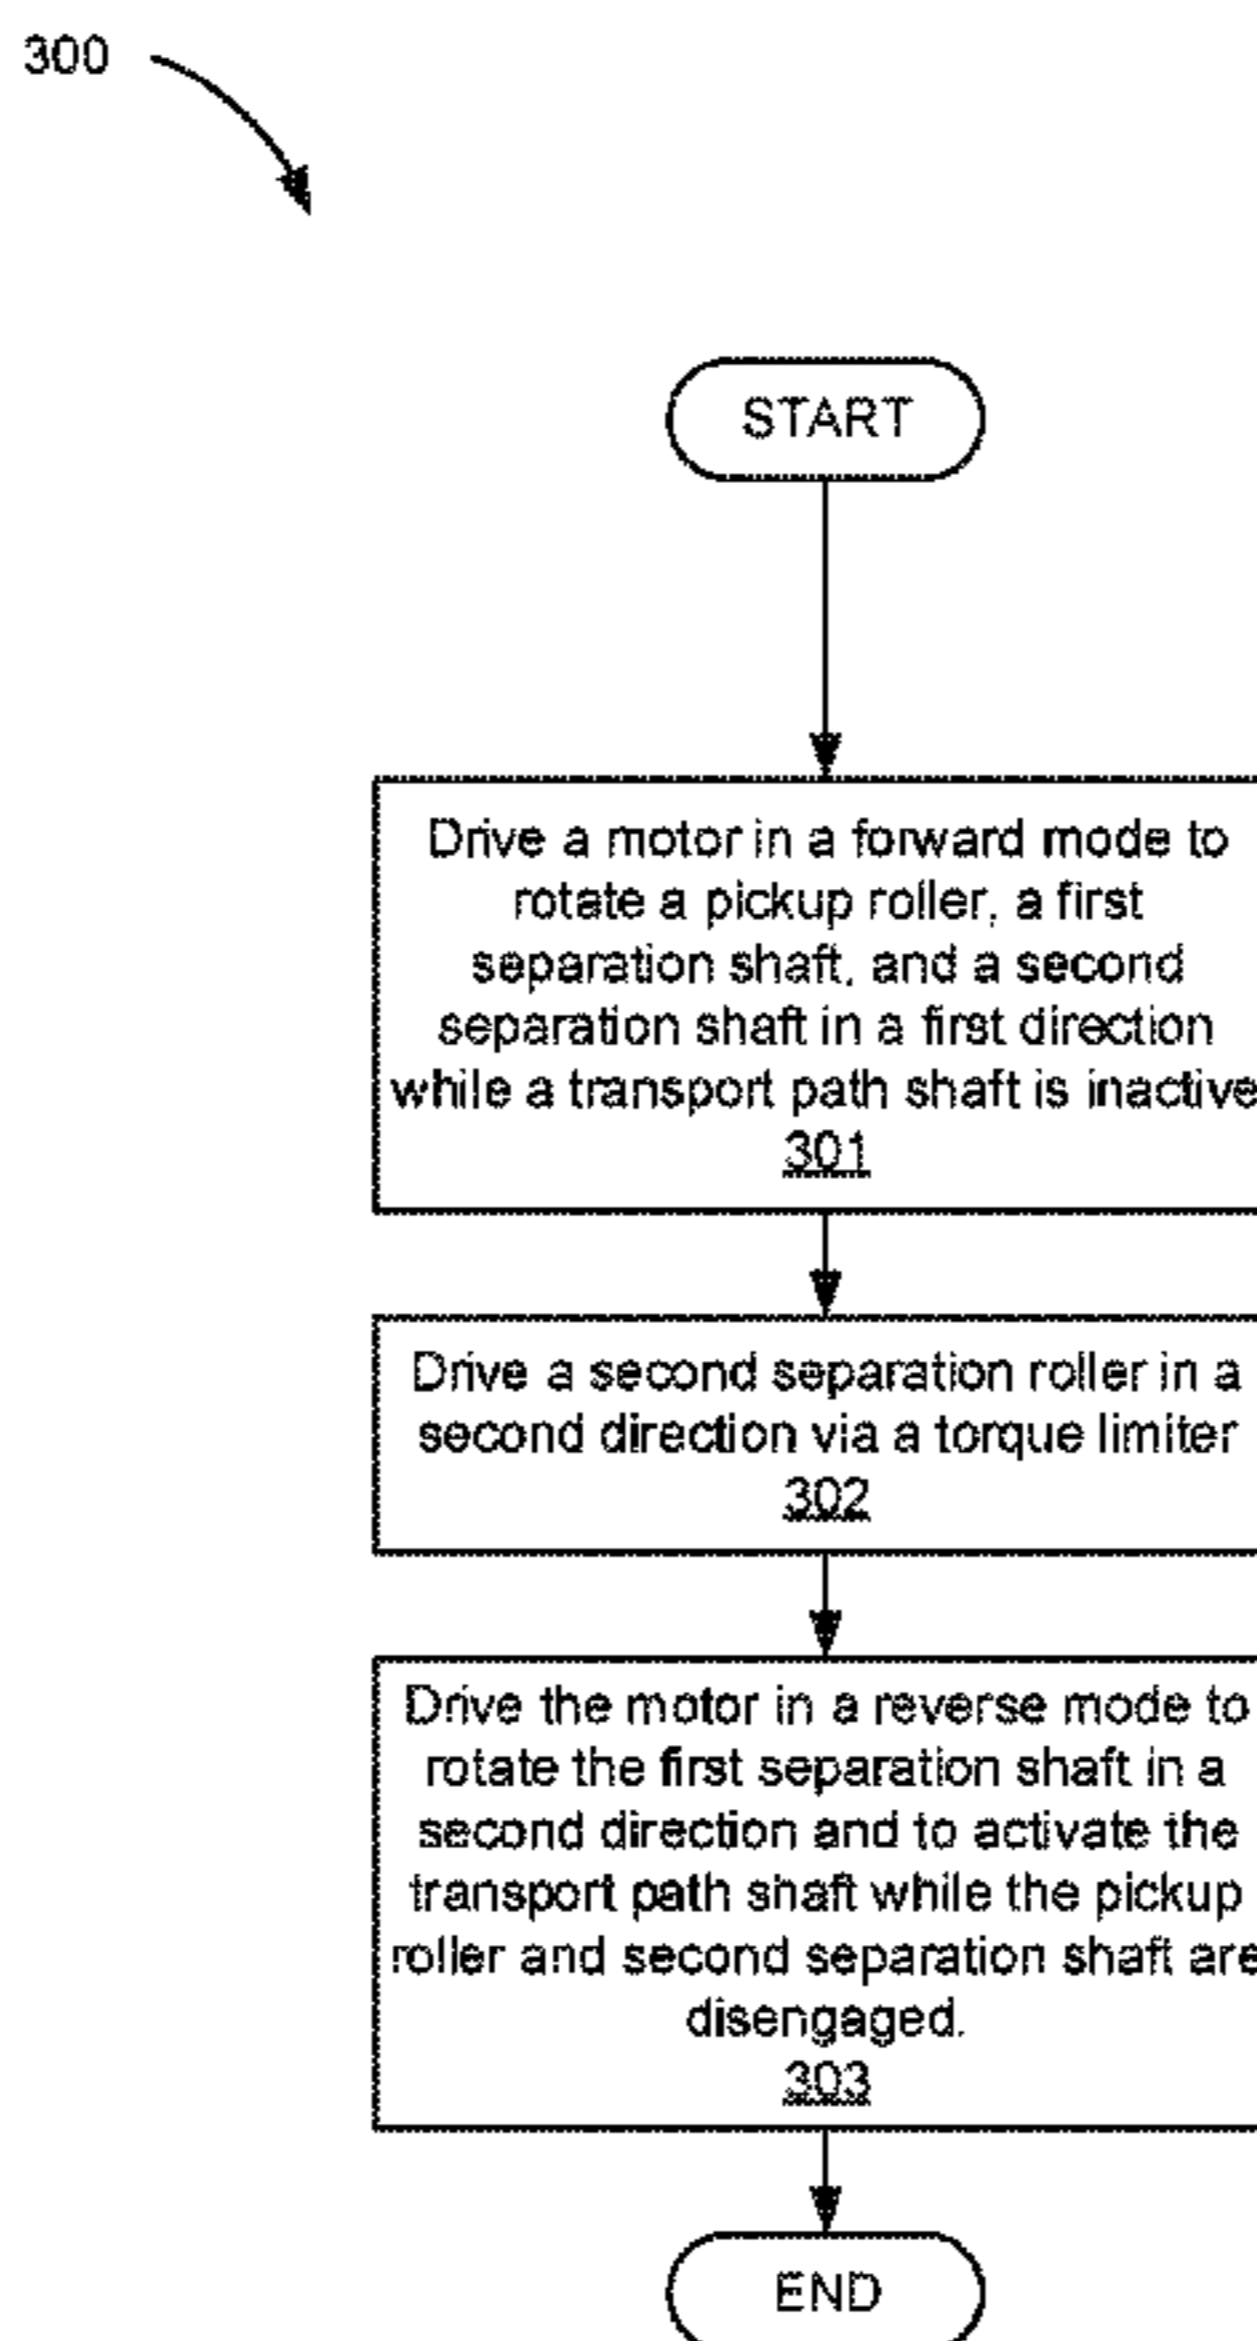 300
START
Drive a motor in a forward mode to
rotate a pickup roller, a first
separation shaft, and a second
separation shaft in a first direction
while a transport path shaft is inactive
301
Drive a second separation roller in a
second direction via a torque limiter
302
Drive the motor in a reverse mode to
rotate the first separation shaft in a
second direction and to activate the
transport path shaft while the pickup
roller and second separation shaft are
disengaged.
303
END